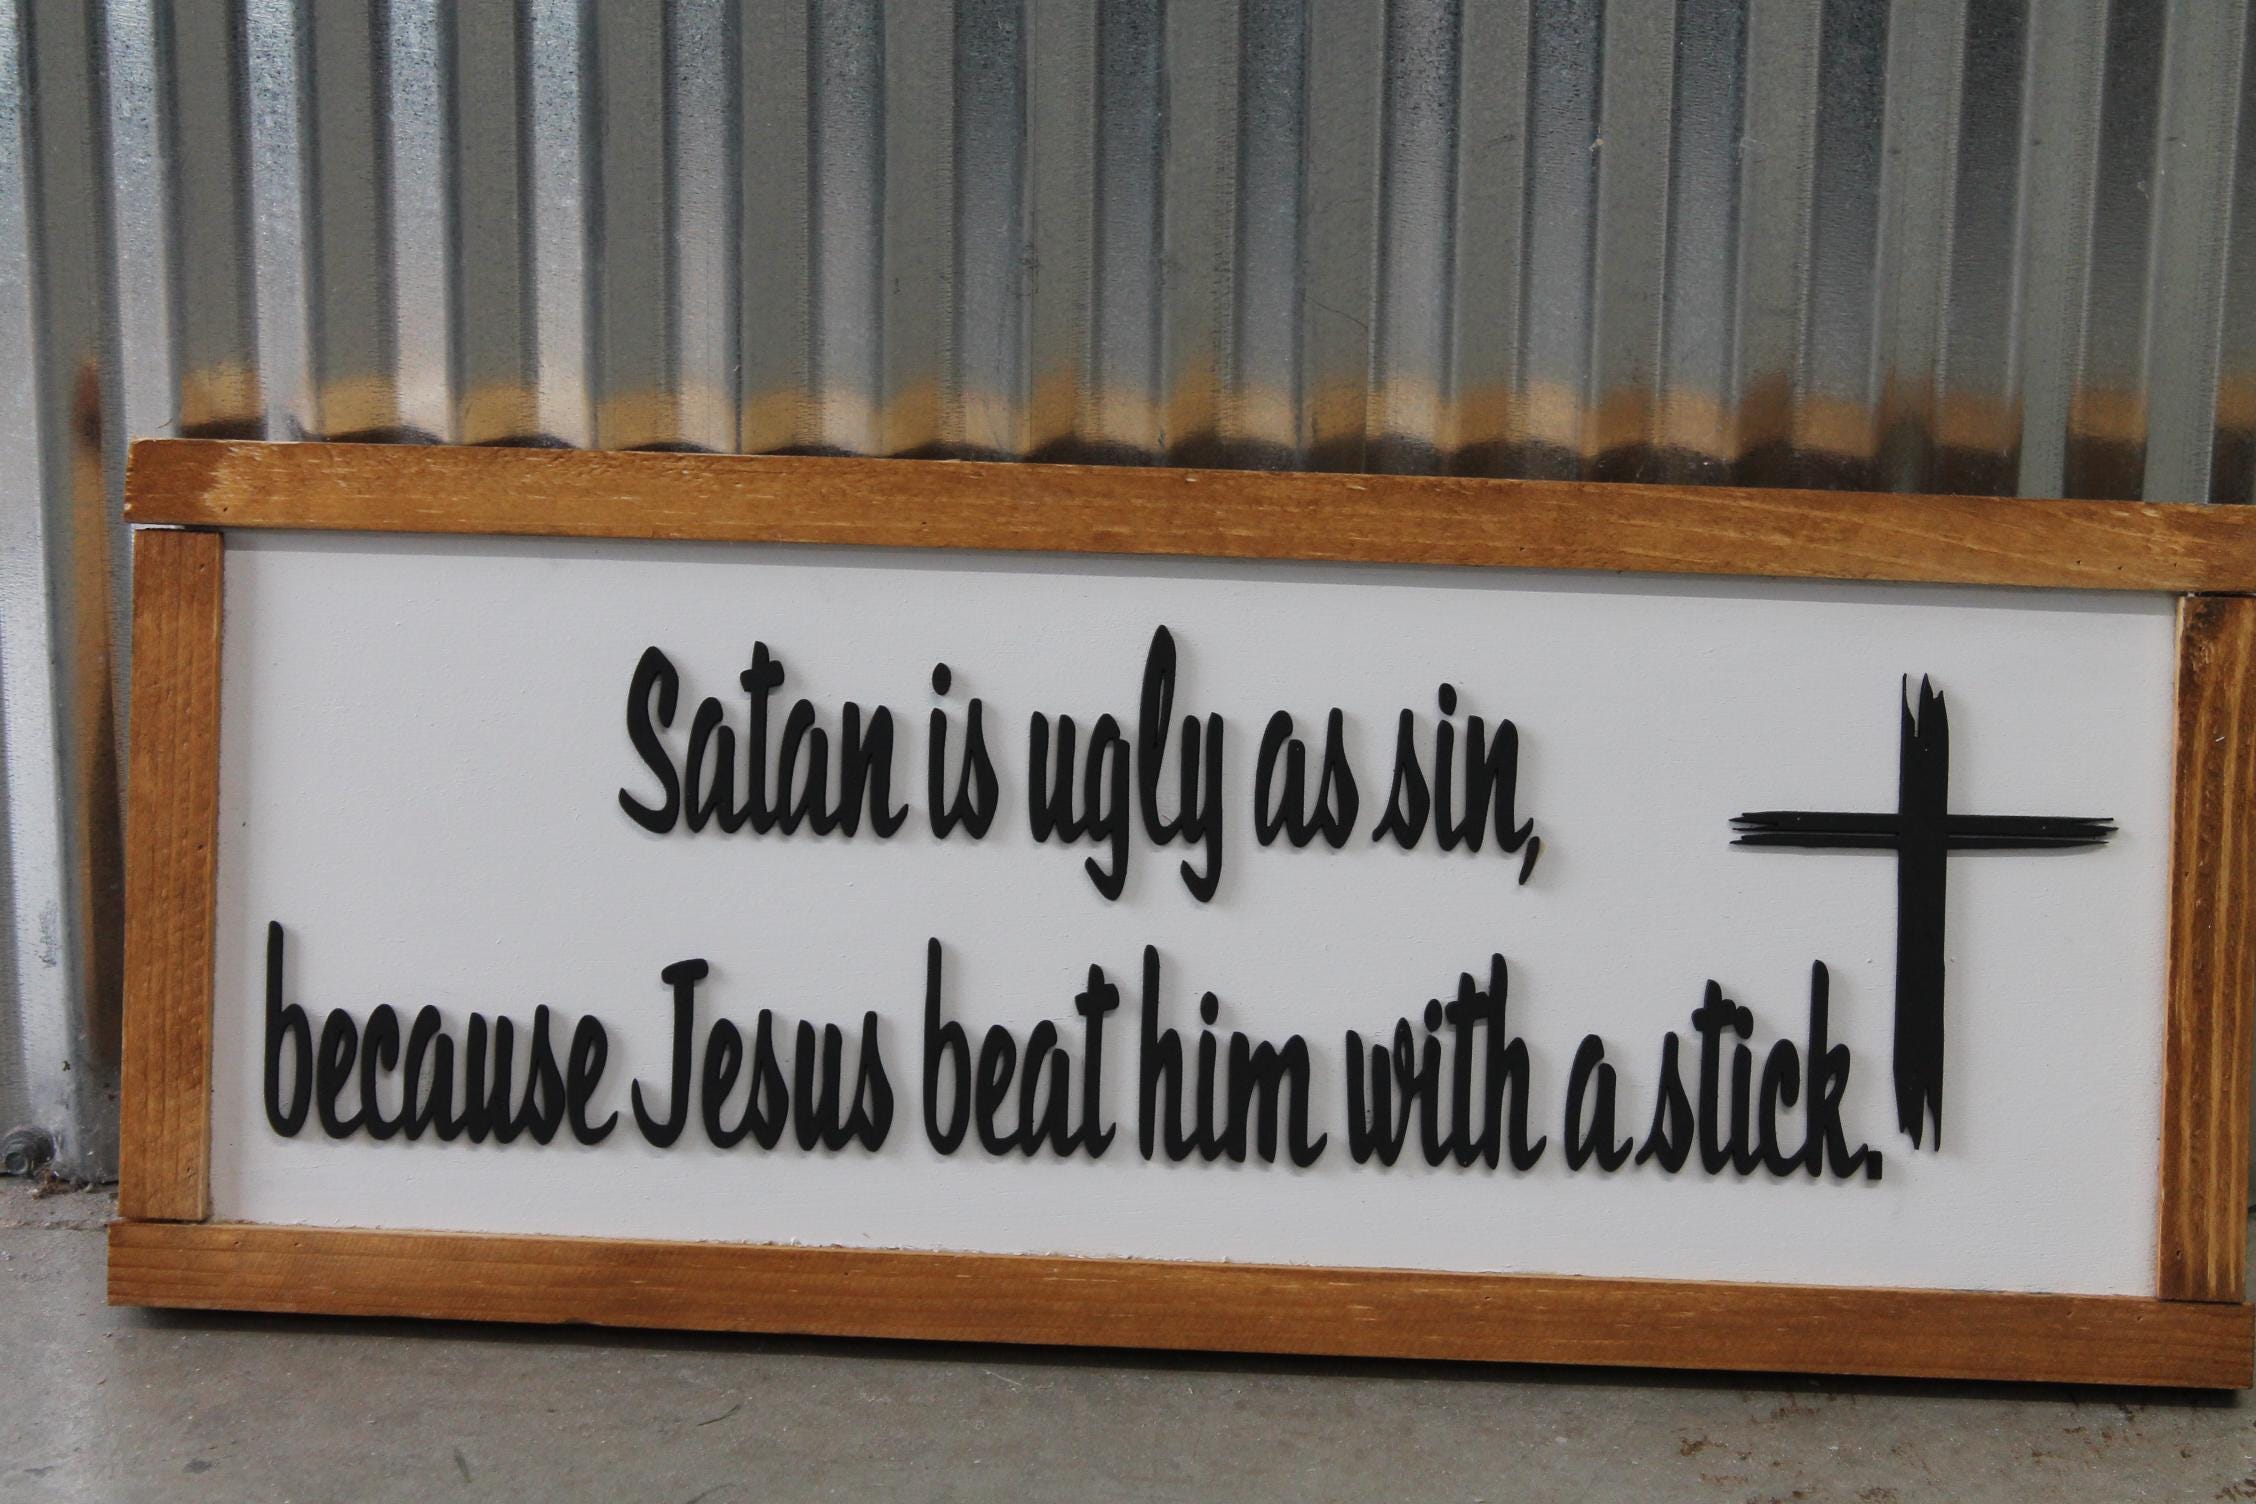 Satan is ugly as sin,
because Jesus beat him with a stick.